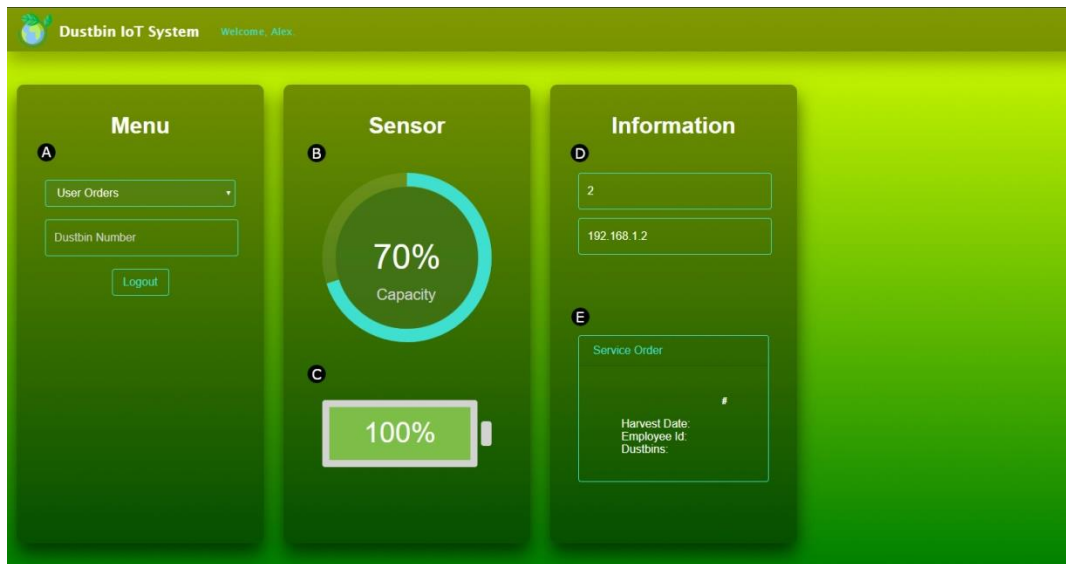 Dustbin IoT System Welcome, Alex.
Menu
A
User Orders
Dustbin Number
Logout
Sensor
B
70%
Capacity
C
100%
Information
D
2
192.168.1.2
E
Service Order
#
Harvest Date:
Employee Id:
Dustbins: